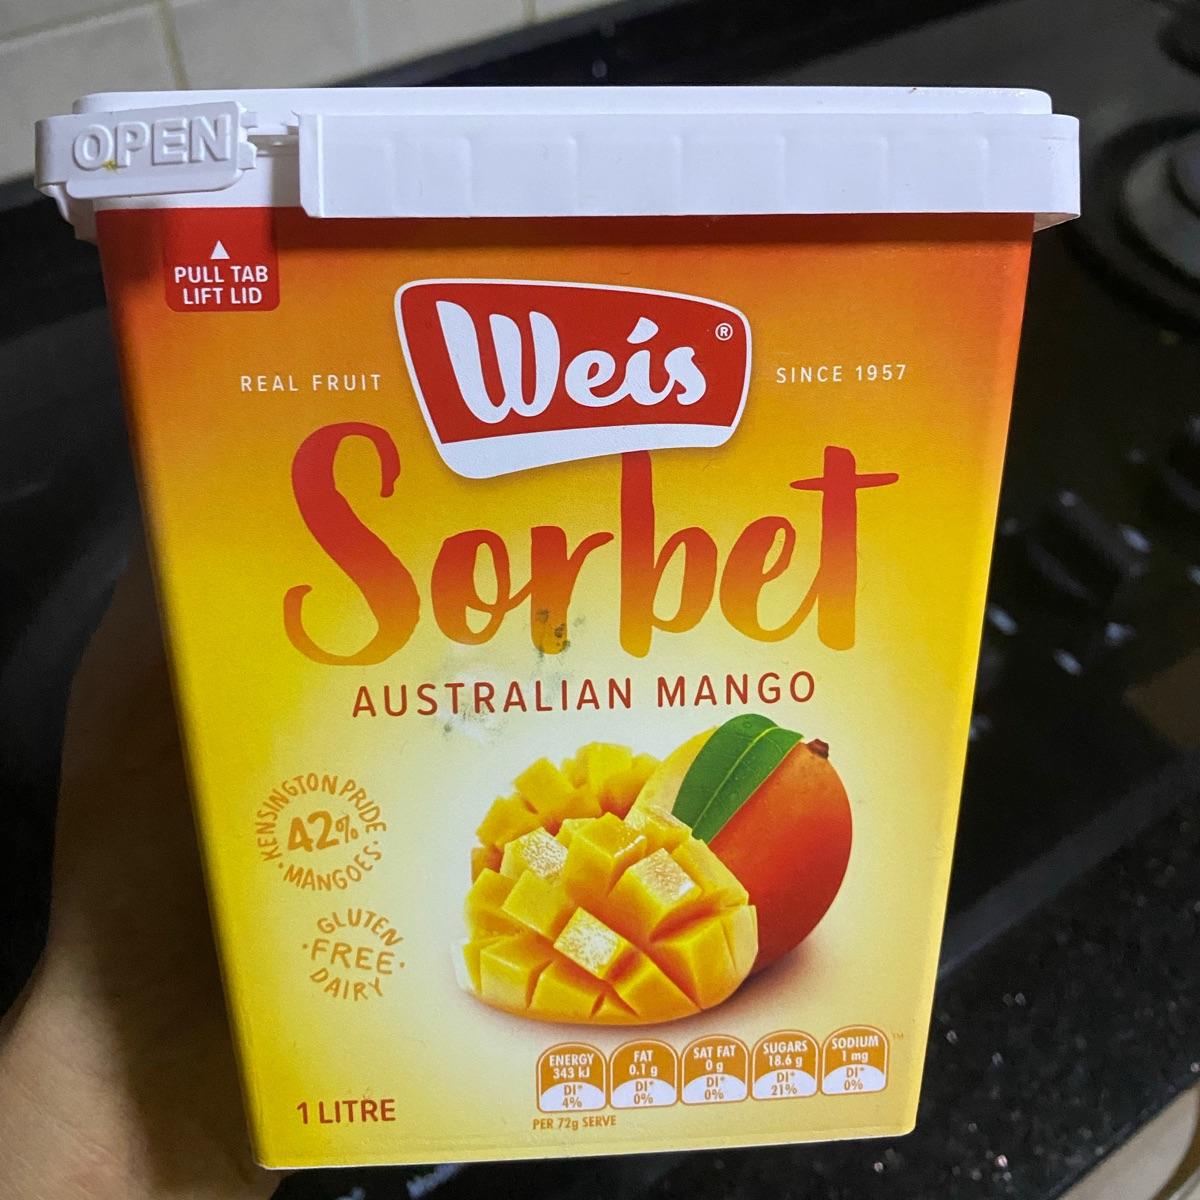 OPEN
PULL TAB
LIFT LID
REAL FRUIT
Weis®
SINCE 1957
Sorbet
AUSTRALIAN MANGO
KENSINGTON PRIDE
42%
MANGOES
GLUTEN
FREE
DAIRY
ENERGY
343 kJ
DI*
4%
FAT
0.1 g
DI*
0%
SAT FAT
0 g
DI*
0%
SUGARS
18.6 g
DI*
21%
SODIUM
1 mg
DI*
0%
™
PER 72g SERVE
1 LITRE